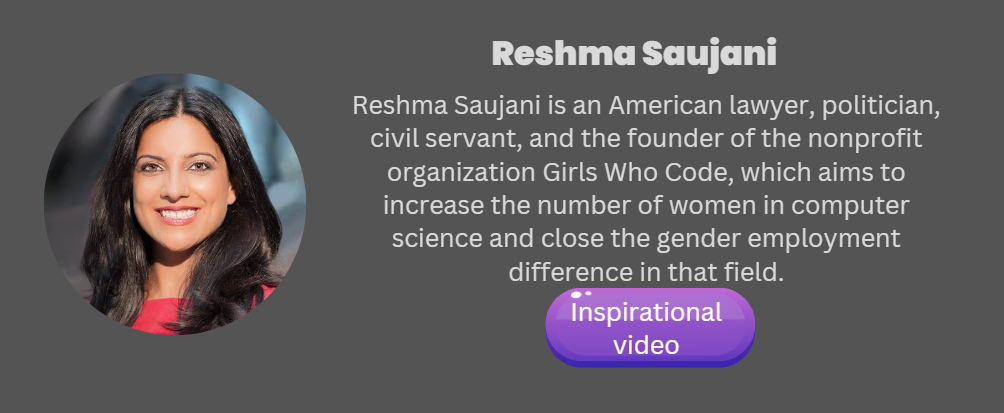 Reshma Saujani
Reshma Saujani is an American lawyer, politician,
civil servant, and the founder of the nonprofit
organization Girls Who Code, which aims to
increase the number of women in computer
science and close the gender employment
difference in that field.
Inspirational
video